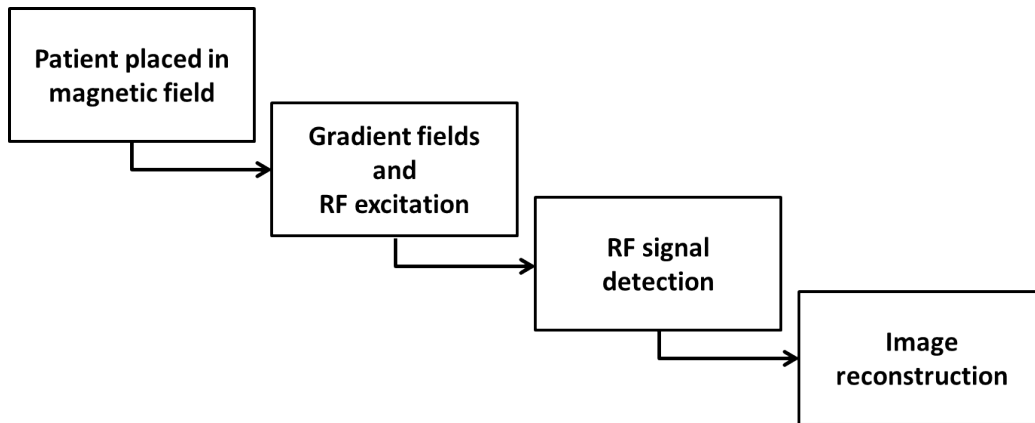 Patient placed in
magnetic field
Gradient fields
and
RF excitation
RF signal
detection
Image
reconstruction